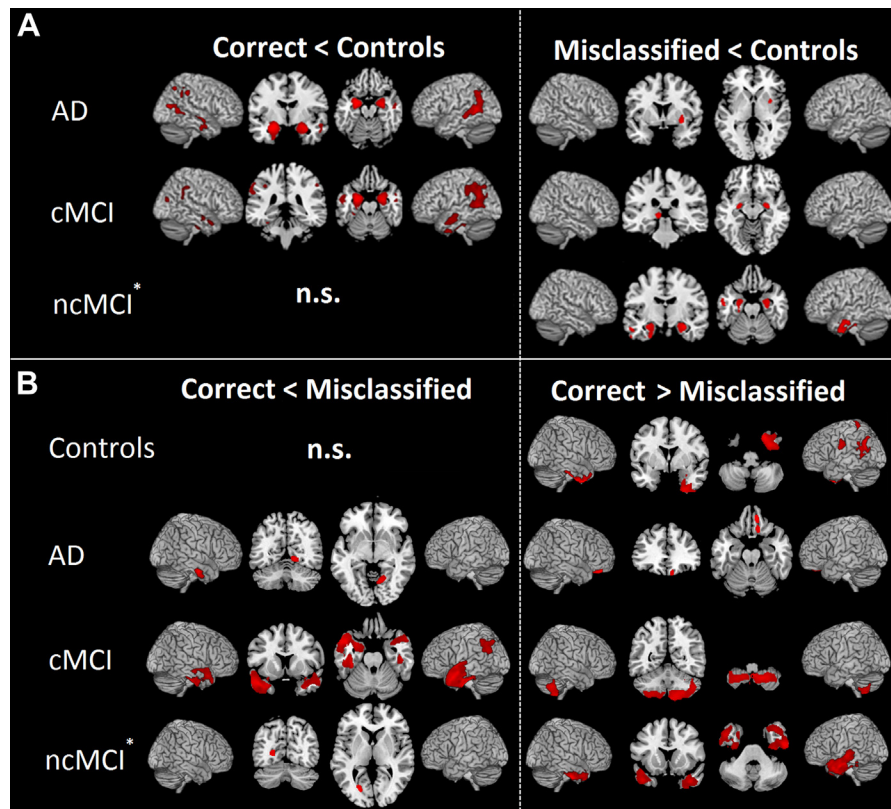 A
Correct < Controls
Misclassified < Controls
AD
cMCI
ncMCI*
n.s.
B
Correct < Misclassified
Correct > Misclassified
Controls
n.s.
AD
cMCI
ncMCI*